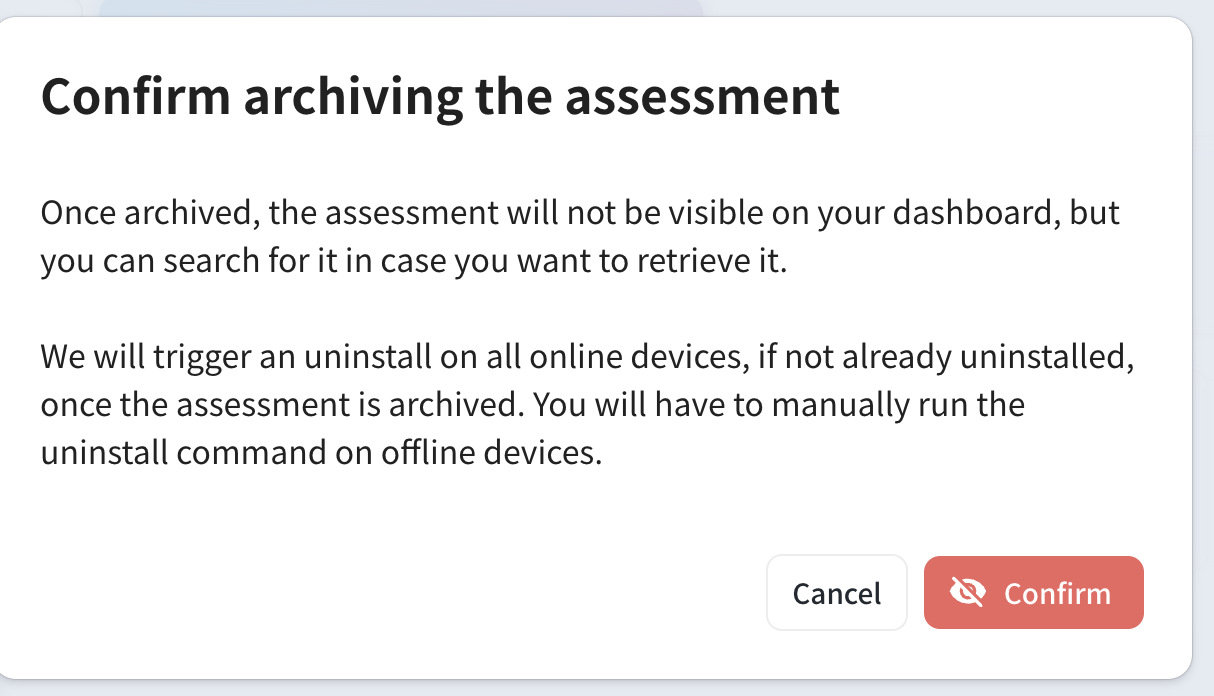 Confirm archiving the assessment
Once archived, the assessment will not be visible on your dashboard, but
you can search for it in case you want to retrieve it.
We will trigger an uninstall on all online devices, if not already uninstalled,
once the assessment is archived. You will have to manually run the
uninstall command on offline devices.
Cancel
Confirm